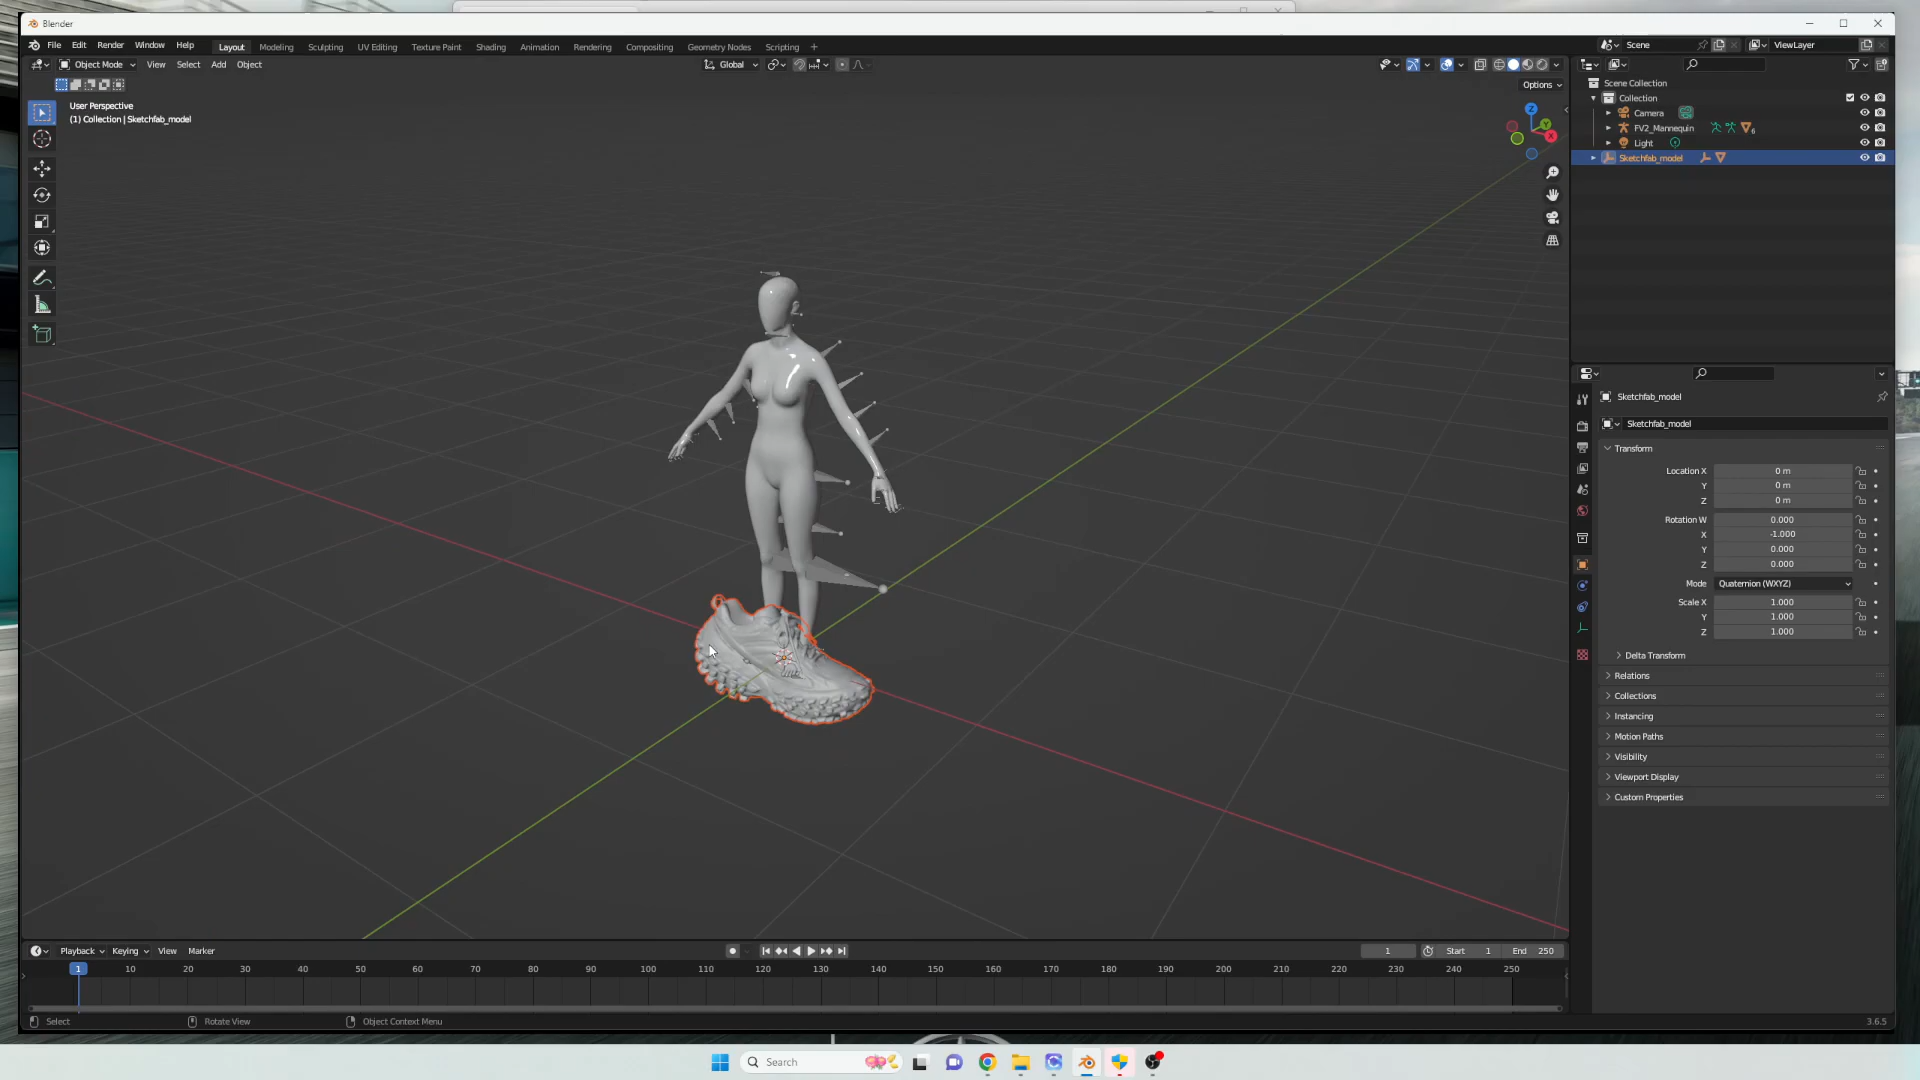 Blender
File Edit Render Window Help Layout Modeling Sculpting UV Editing Texture Paint Shading Animation Rendering Compositing Geometry Nodes Scripting + Scene ViewLayer
Object Mode View Select Add Object Global
Options
User Perspective
(1) Collection | Sketchfab_model
Z
Y
X
Scene Collection
Collection
Camera
FV2_Mannequin 6
Light
Sketchfab_model
Sketchfab_model
Sketchfab_model
Transform
Location X 0 m
Y 0 m
Z 0 m
Rotation W 0.000
X -1.000
Y 0.000
Z 0.000
Mode Quaternion (WXYZ)
Scale X 1.000
Y 1.000
Z 1.000
Delta Transform
Relations
Collections
Instancing
Motion Paths
Visibility
Viewport Display
Custom Properties
Playback Keying View Marker 1 Start 1 End 250
1 10 20 30 40 50 60 70 80 90 100 110 120 130 140 150 160 170 180 190 200 210 220 230 240 250
Select Rotate View Object Context Menu 3.6.5
Search